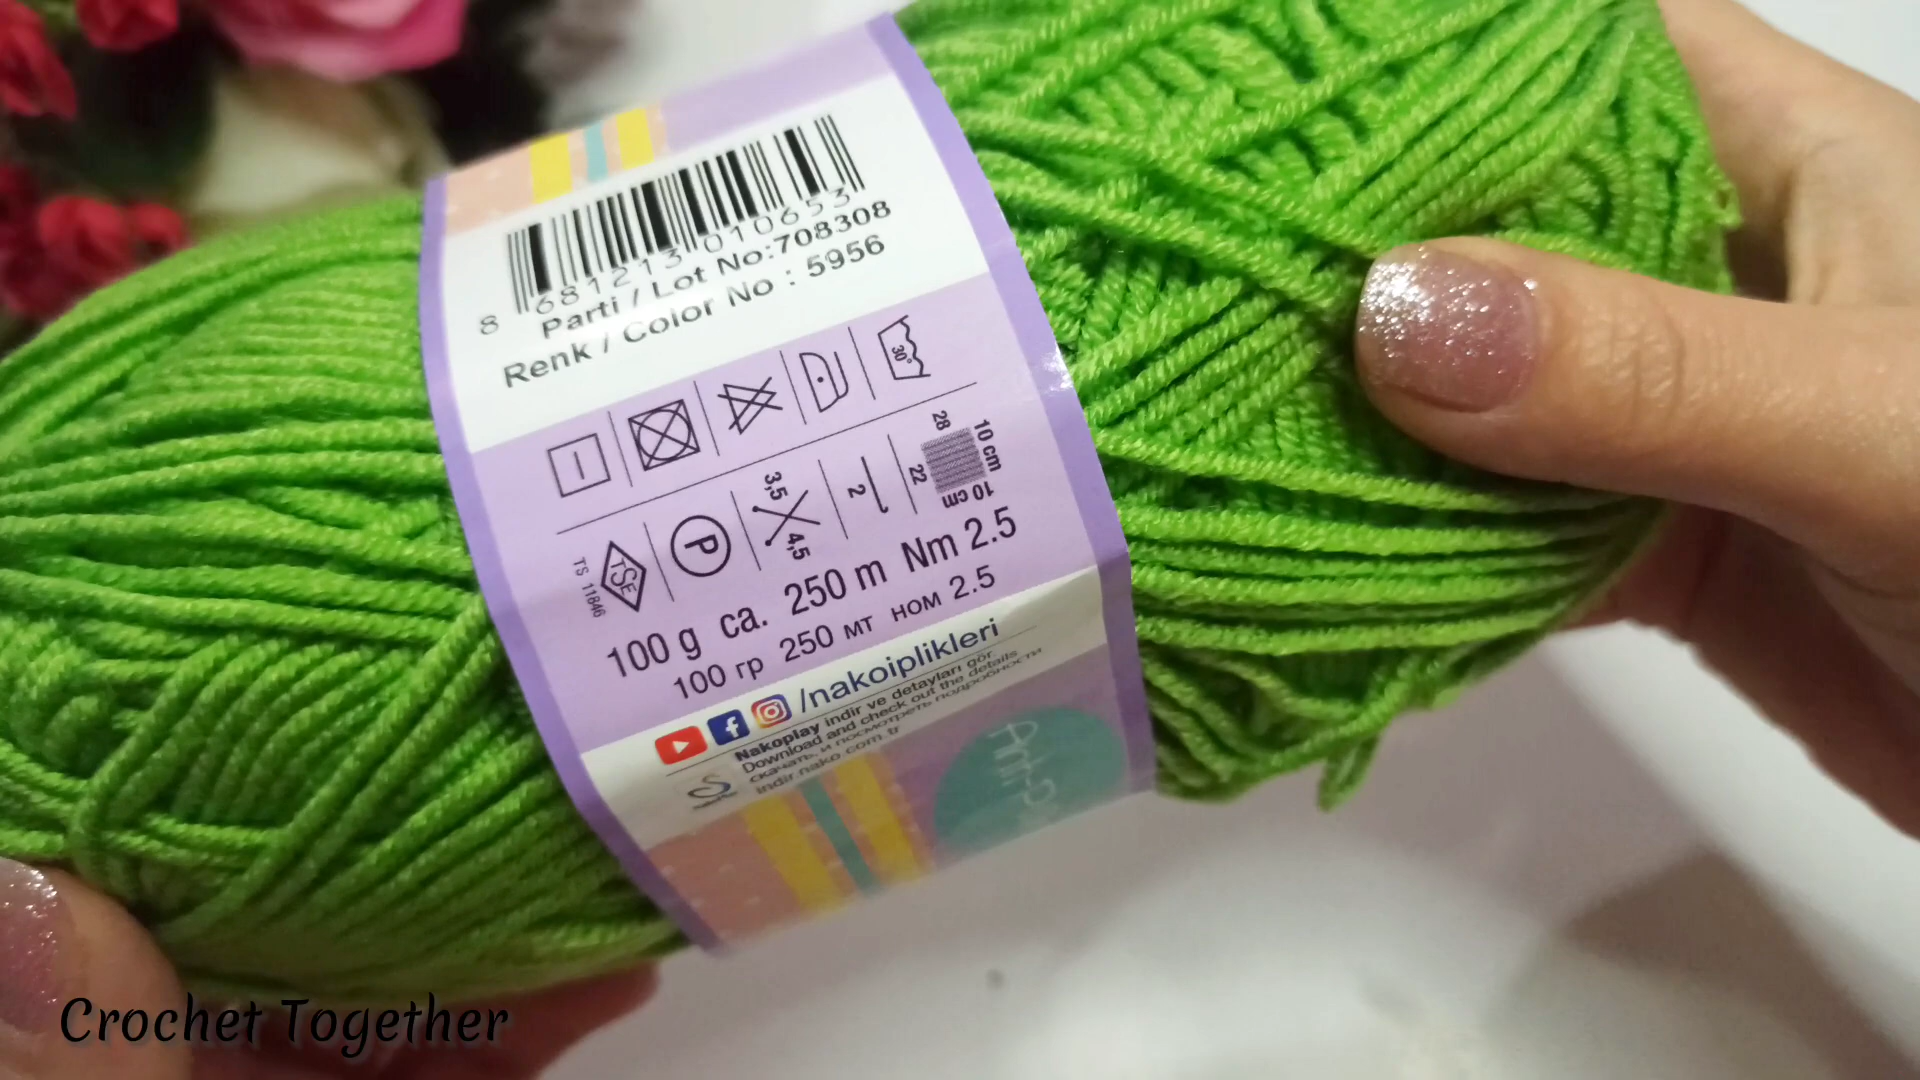 8 681213 010653
Parti / Lot No:708308
Renk / Color No : 5956
30°
28
10 cm
22
10 cm
2
3,5
4,5
P
TSE
TS 11846
100 g ca. 250 m Nm 2.5
100 гр 250 мт ном 2.5
/nakoiplikleri
Nakoplay indir ve detayları gör.
Download and check out the details
скачать, и посмотреть подробности
indir.nako.com.tr
Crochet Together